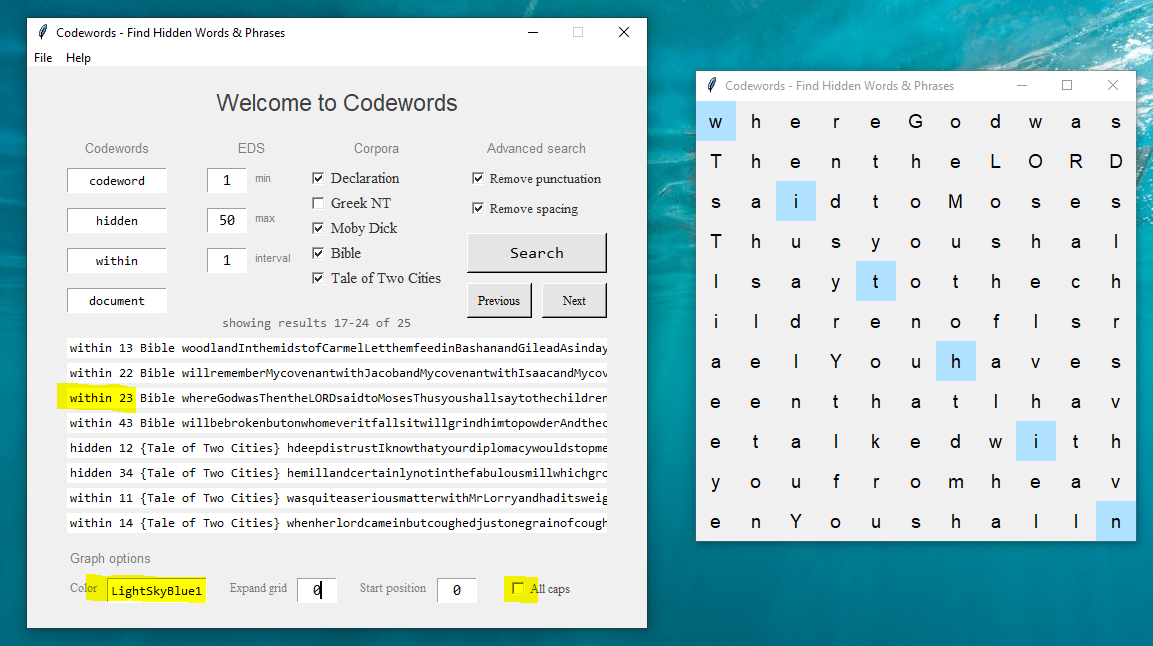 Codewords - Find Hidden Words & Phrases
File Help
Welcome to Codewords
Codewords EDS Corpora Advanced search
codeword 1 min Declaration Remove punctuation
Greek NT
hidden 50 max Moby Dick Remove spacing
within 1 interval Bible Search
Tale of Two Cities
document Previous Next
showing results 17-24 of 25
within 13 Bible woodlandInthemidstofCarmelLetthemfeedinBashanandGileadAsinday
within 22 Bible willrememberMycovenantwithJacobandMycovenantwithIsaacandMycov
within 23 Bible whereGodwasThentheLORDsaidtoMosesThusyoushallsaytothechildren
within 43 Bible willbebrokenbutonwhomeveritfallsitwillgrindhimtopowderAndthec
hidden 12 {Tale of Two Cities} hdeepdistrustIknowthatyourdiplomacywouldstopme
hidden 34 {Tale of Two Cities} hemillandcertainlynotinthefabulousmillwhichgro
within 11 {Tale of Two Cities} wasquiteaseriousmatterwithMrLorryandhaditsweig
within 14 {Tale of Two Cities} whenherlordcameinbutcoughedjustonegrainofcough
Graph options
Color LightSkyBlue1 Expand grid 0 Start position 0 All caps
Codewords - Find Hidden Words & Phrases
w h e r e G o d w a s
T h e n t h e L O R D
s a i d t o M o s e s
T h u s y o u s h a l
l s a y t o t h e c h
i l d r e n o f I s r
a e l Y o u h a v e s
e e n t h a t I h a v
e t a l k e d w i t h
y o u f r o m h e a v
e n Y o u s h a l l n